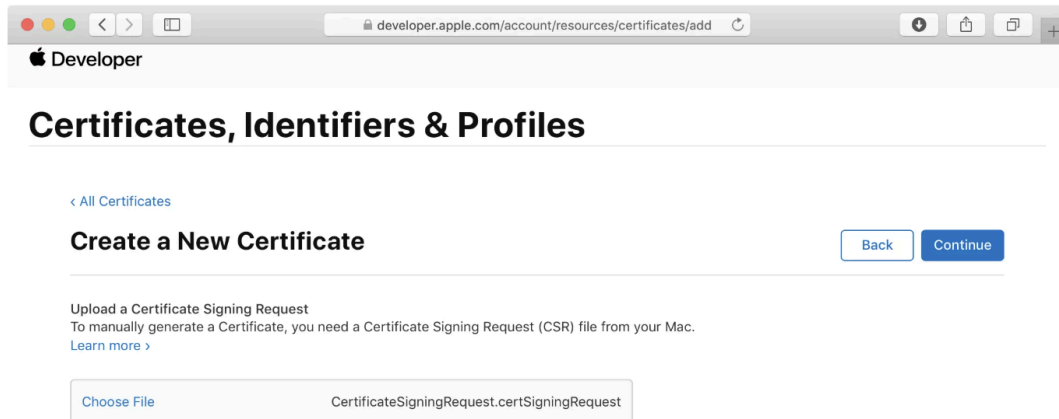 developer.apple.com/account/resources/certificates/add
Developer
Certificates, Identifiers & Profiles
‹ All Certificates
Create a New Certificate
Back
Continue
Upload a Certificate Signing Request
To manually generate a Certificate, you need a Certificate Signing Request (CSR) file from your Mac.
Learn more ›
Choose File
CertificateSigningRequest.certSigningRequest